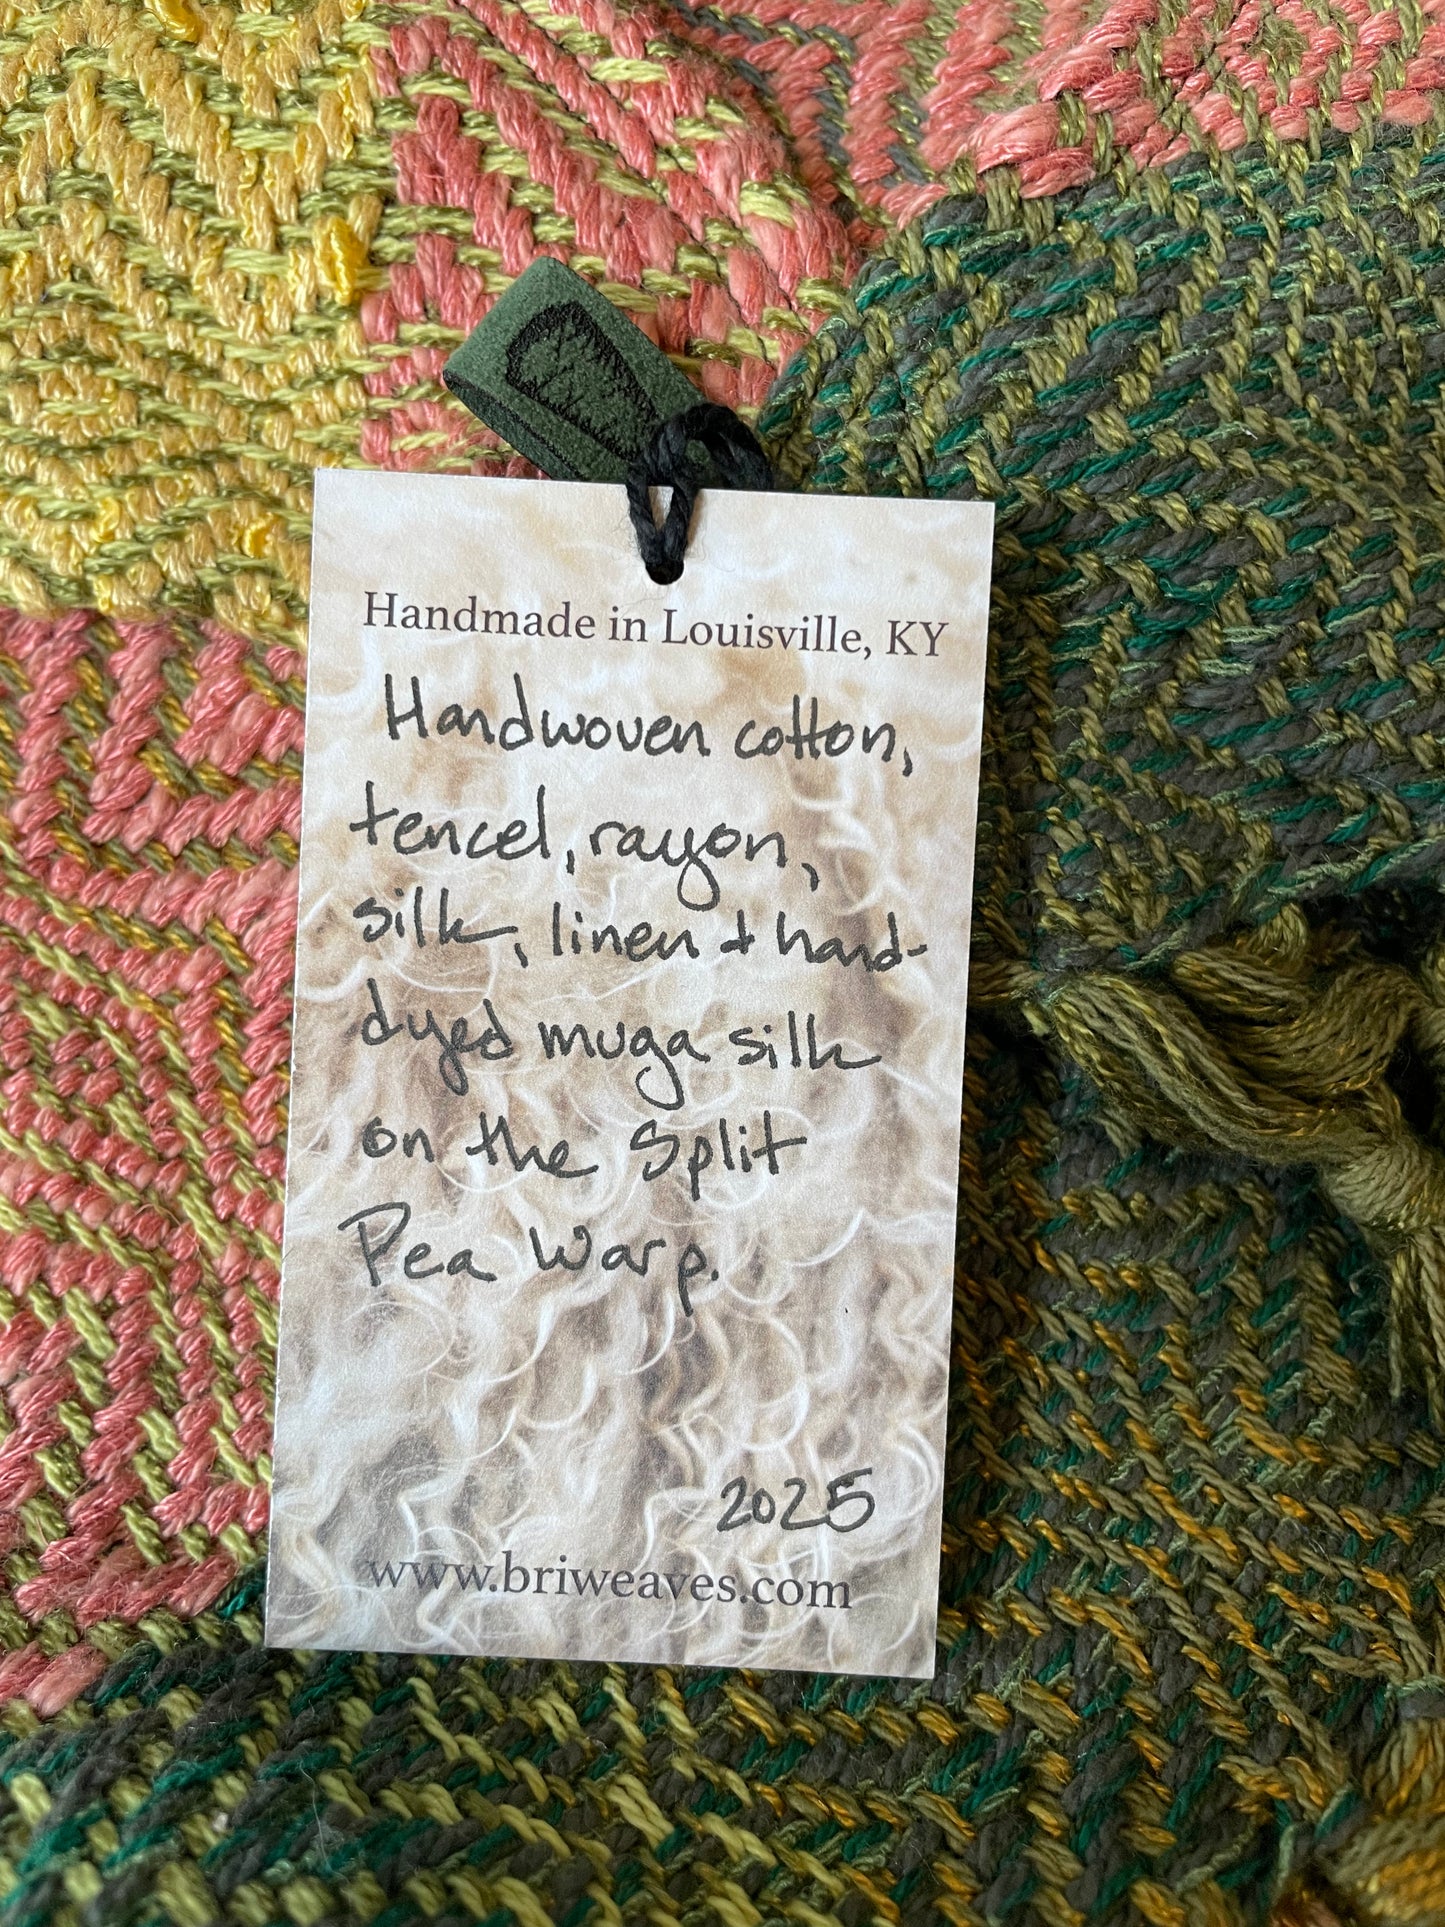 Handmade in Louisville, KY
Handwoven cotton,
tencel, rayon,
silk, linen + hand-
dyed muga silk
on the Split
Pea Warp.
2025
www.briweaves.com